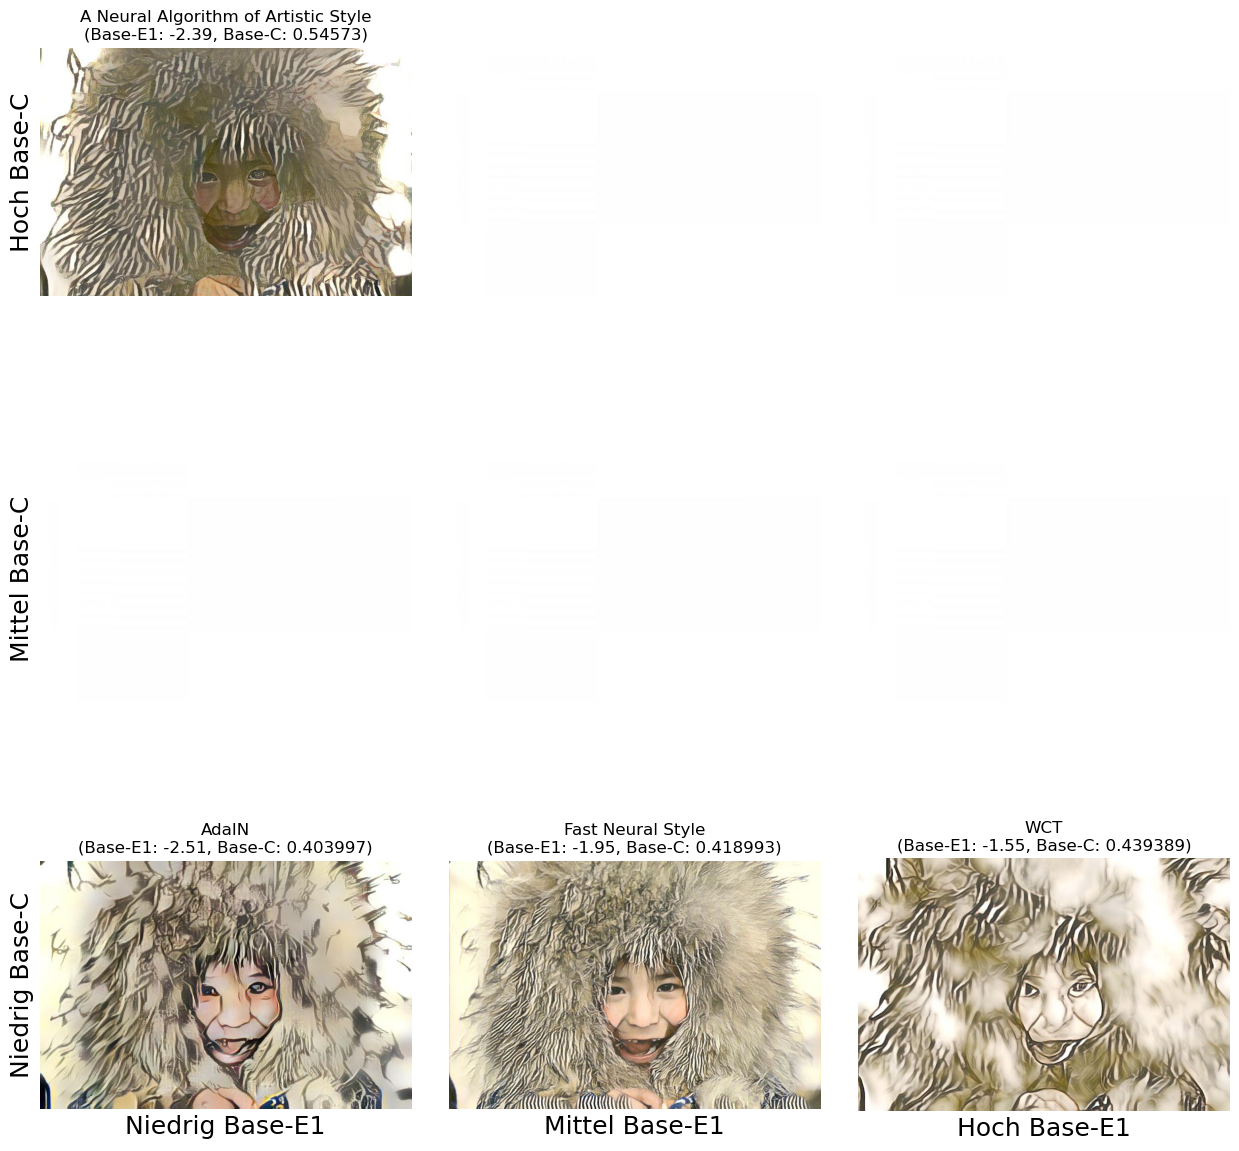 A Neural Algorithm of Artistic Style
(Base-E1: -2.39, Base-C: 0.54573)
Hoch Base-C
Mittel Base-C
AdaIN
(Base-E1: -2.51, Base-C: 0.403997)
Fast Neural Style
(Base-E1: -1.95, Base-C: 0.418993)
WCT
(Base-E1: -1.55, Base-C: 0.439389)
Niedrig Base-C
Niedrig Base-E1
Mittel Base-E1
Hoch Base-E1